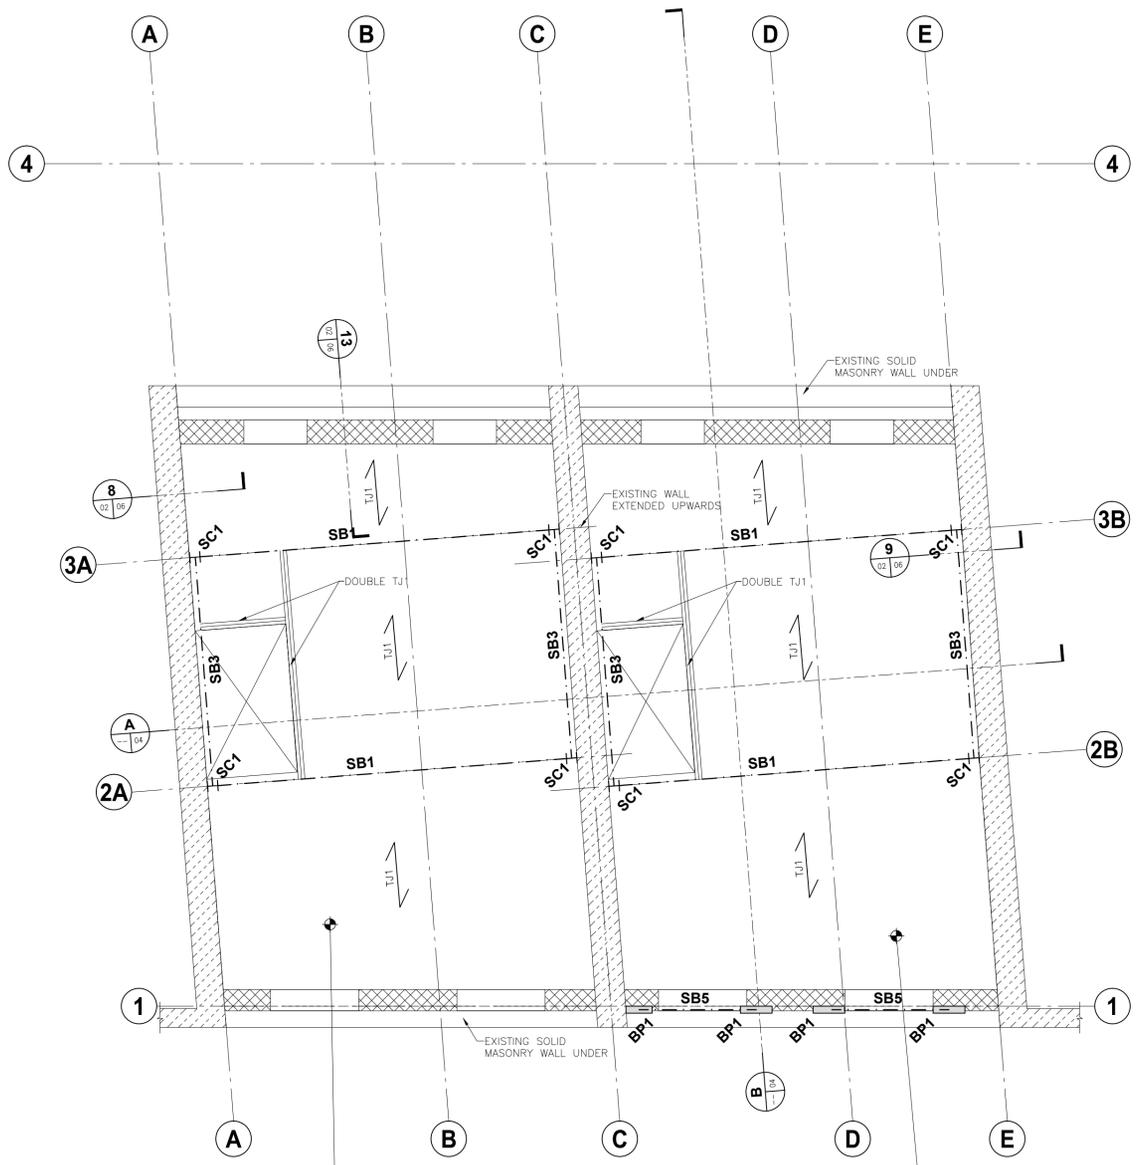 A
B
C
D
E
4
4
EXISTING SOLID
MASONRY WALL UNDER
13
02 06
8
02 06
TJ1
TJ1
EXISTING WALL
EXTENDED UPWARDS
SC1
SB1
SC1
SC1
SB1
SC1
3B
3A
9
02 06
DOUBLE TJ1
DOUBLE TJ1
SB3
TJ1
SB3
TJ1
SB3
A
-- 04
SC1
SB1
SC1
SB1
SC1
2B
2A
TJ1
TJ1
1
SB5
SB5
1
BP1
BP1
BP1
BP1
EXISTING SOLID
MASONRY WALL UNDER
B
-- 04
A
B
C
D
E